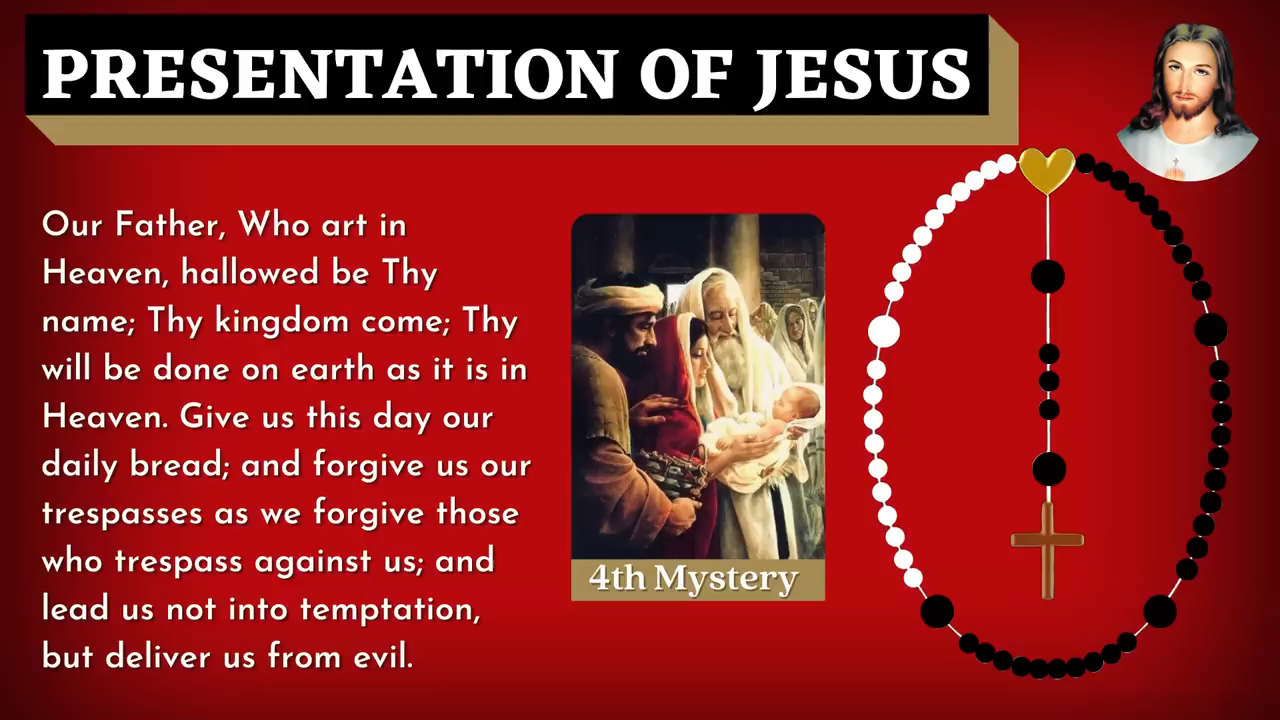 PRESENTATION OF JESUS
Our Father, Who art in
Heaven, hallowed be Thy
name; Thy kingdom come; Thy
will be done on earth as it is in
Heaven. Give us this day our
daily bread; and forgive us our
trespasses as we forgive those
who trespass against us; and
lead us not into temptation,
but deliver us from evil.
4th Mystery